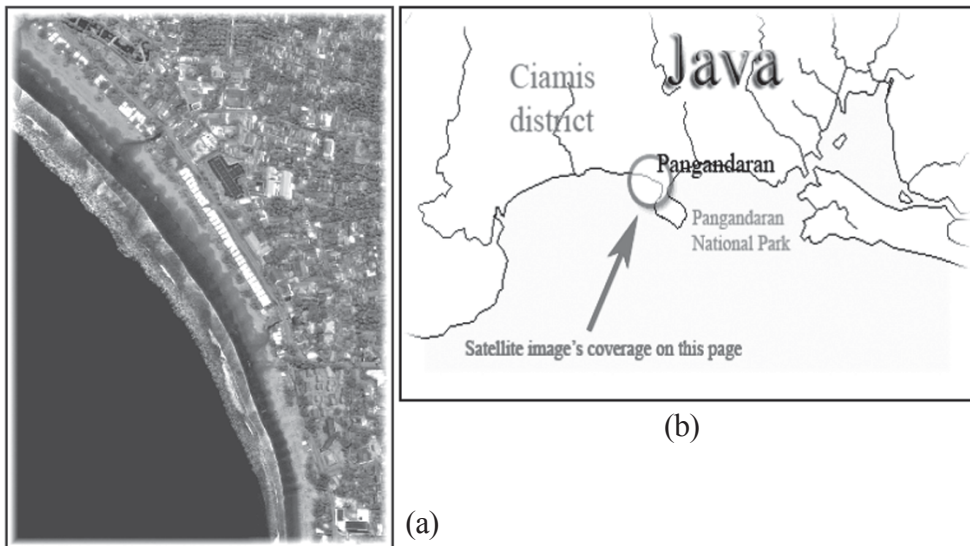 Java
Ciamis
district
Pangandaran
Pangandaran
National Park
Satellite image's coverage on this page
(b)
(a)